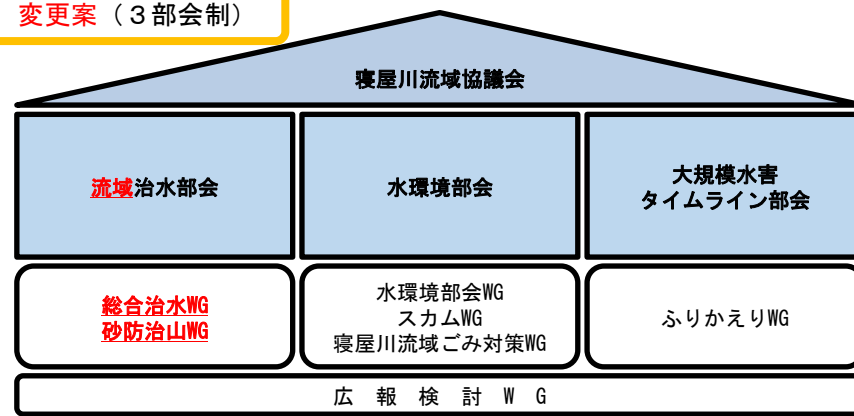 変更案（３部会制）
寝屋川流域協議会
流域治水部会
水環境部会
大規模水害
タイムライン部会
総合治水WG
砂防治山WG
水環境部会WG
スカムWG
寝屋川流域ごみ対策WG
ふりかえりWG
広　報　検　討　Ｗ　Ｇ